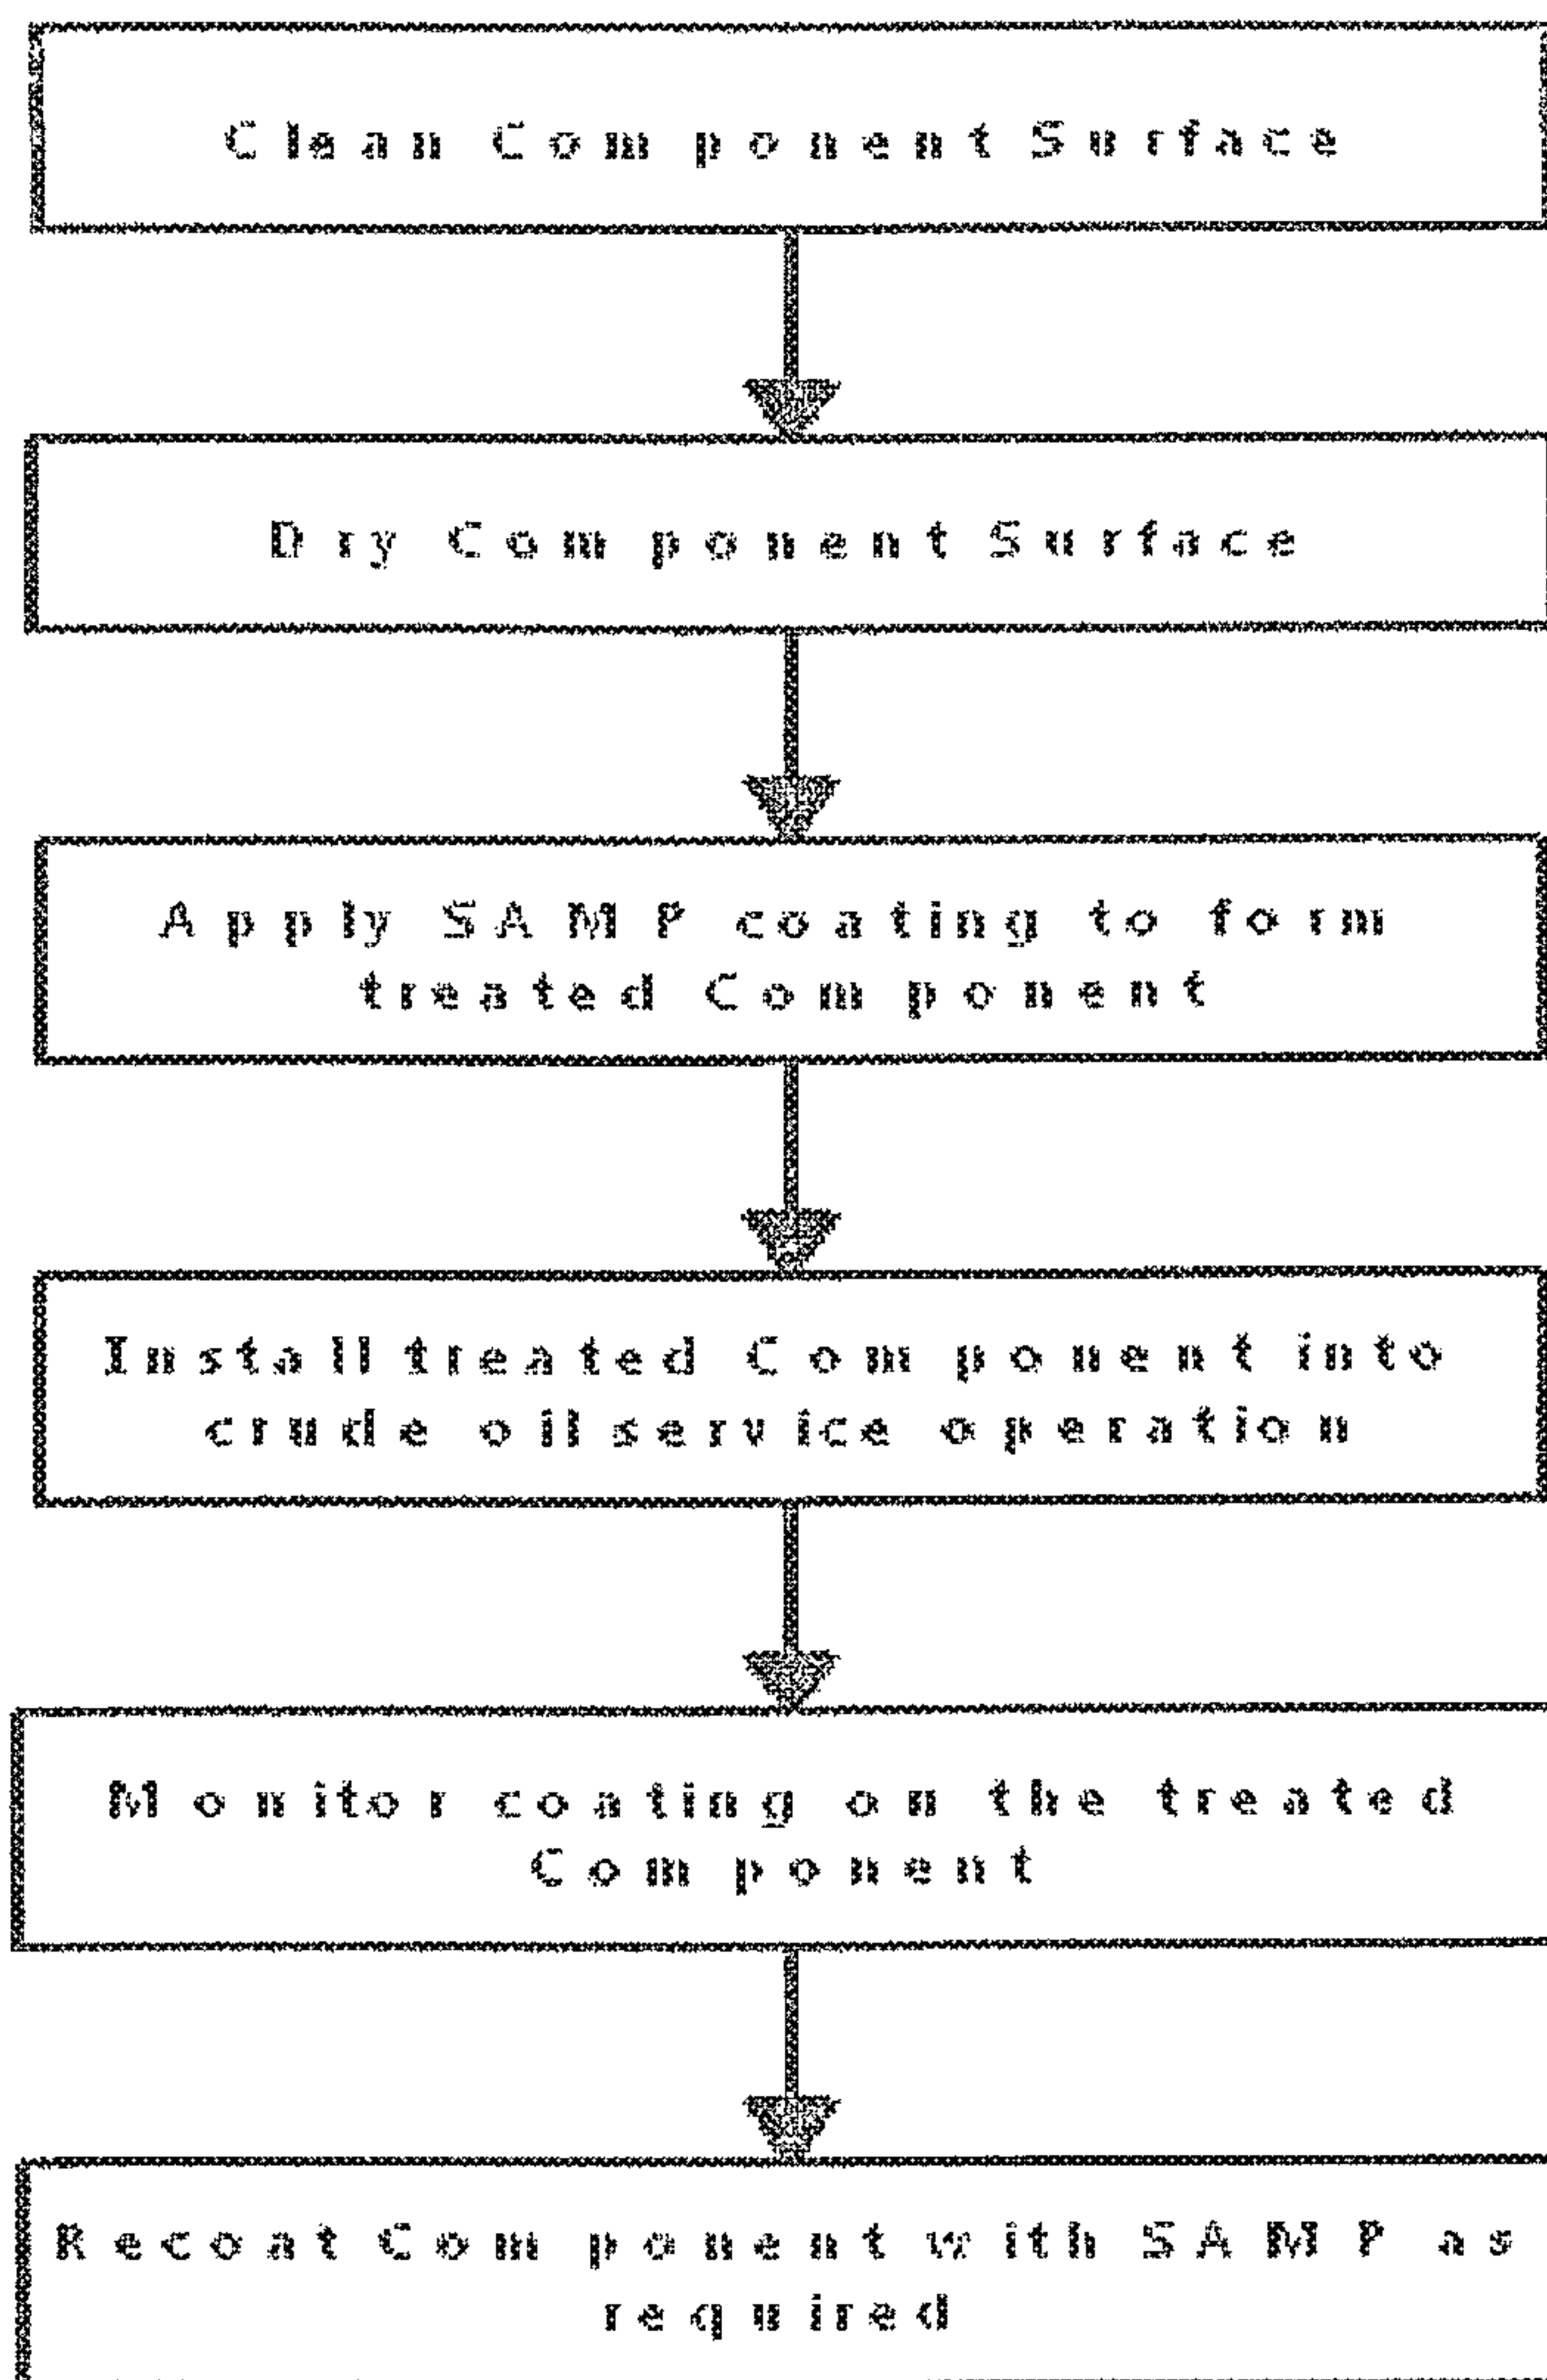 Clean Component Surface
Dry Component Surface
Apply SAMP coating to form
treated Component
Install treated Component into
crude oil service operation
Monitor coating on the treated
Component
Recoat Component with SAMP as
required